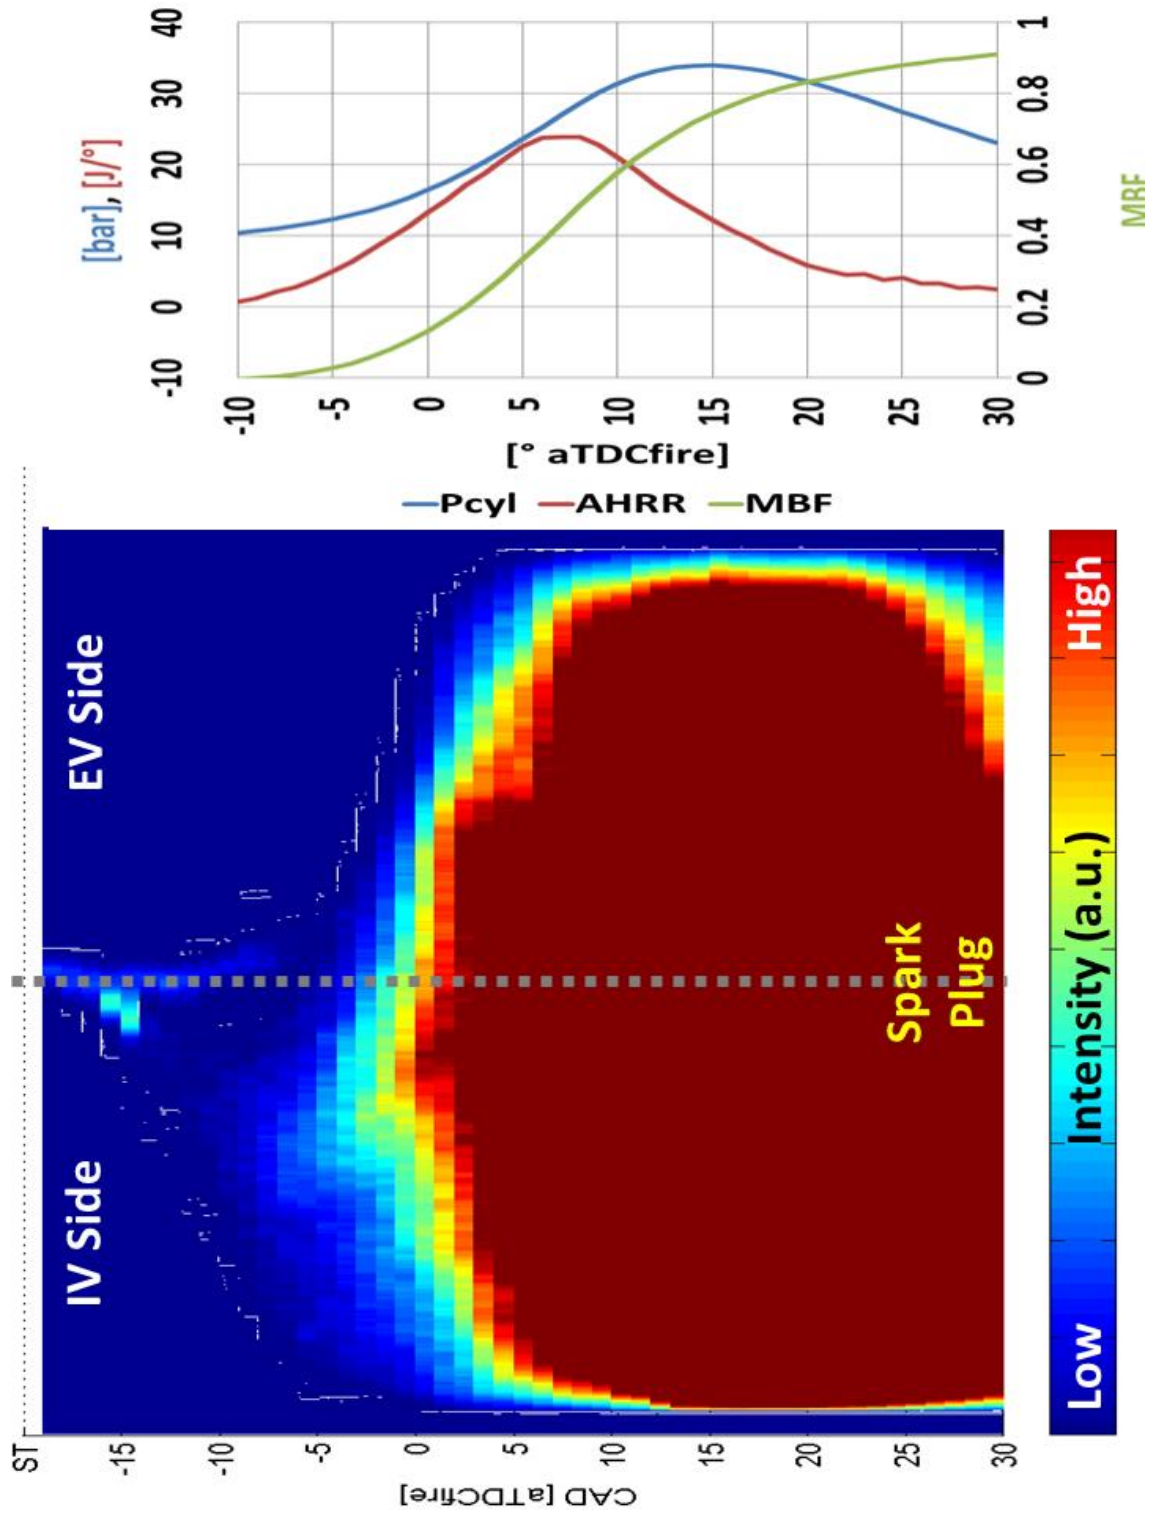 [bar], [J/°]
-10
0
10
20
30
40
-10
-5
0
5
10
15
20
25
30
[° aTDCfire]
0
0.2
0.4
0.6
0.8
1
MBF
Pcyl AHRR MBF
ST
-15
-10
-5
0
5
10
15
20
25
30
CAD [aTDCfire]
IV Side
EV Side
Spark
Plug
Low
Intensity (a.u.)
High